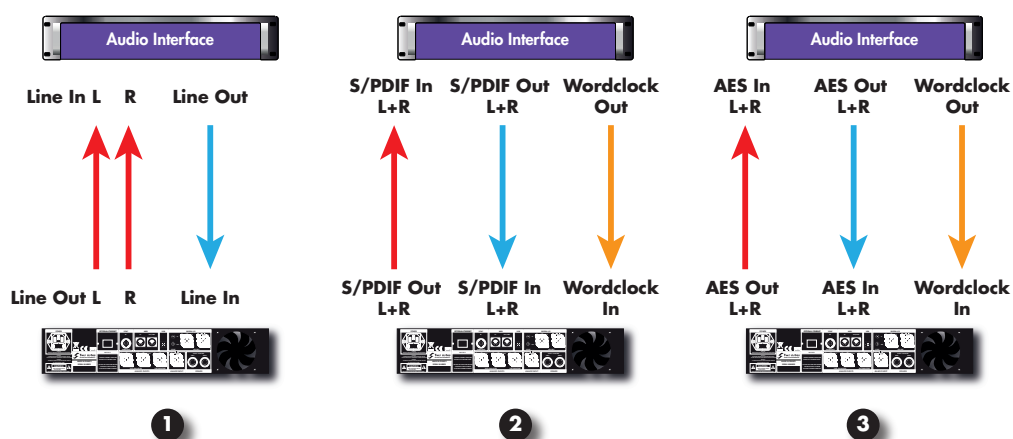 Audio Interface
Line In L R Line Out
Line Out L R Line In
1
Audio Interface
S/PDIF In S/PDIF Out Wordclock
L+R L+R Out
S/PDIF Out S/PDIF In Wordclock
L+R L+R In
2
Audio Interface
AES In AES Out Wordclock
L+R L+R Out
AES Out AES In Wordclock
L+R L+R In
3